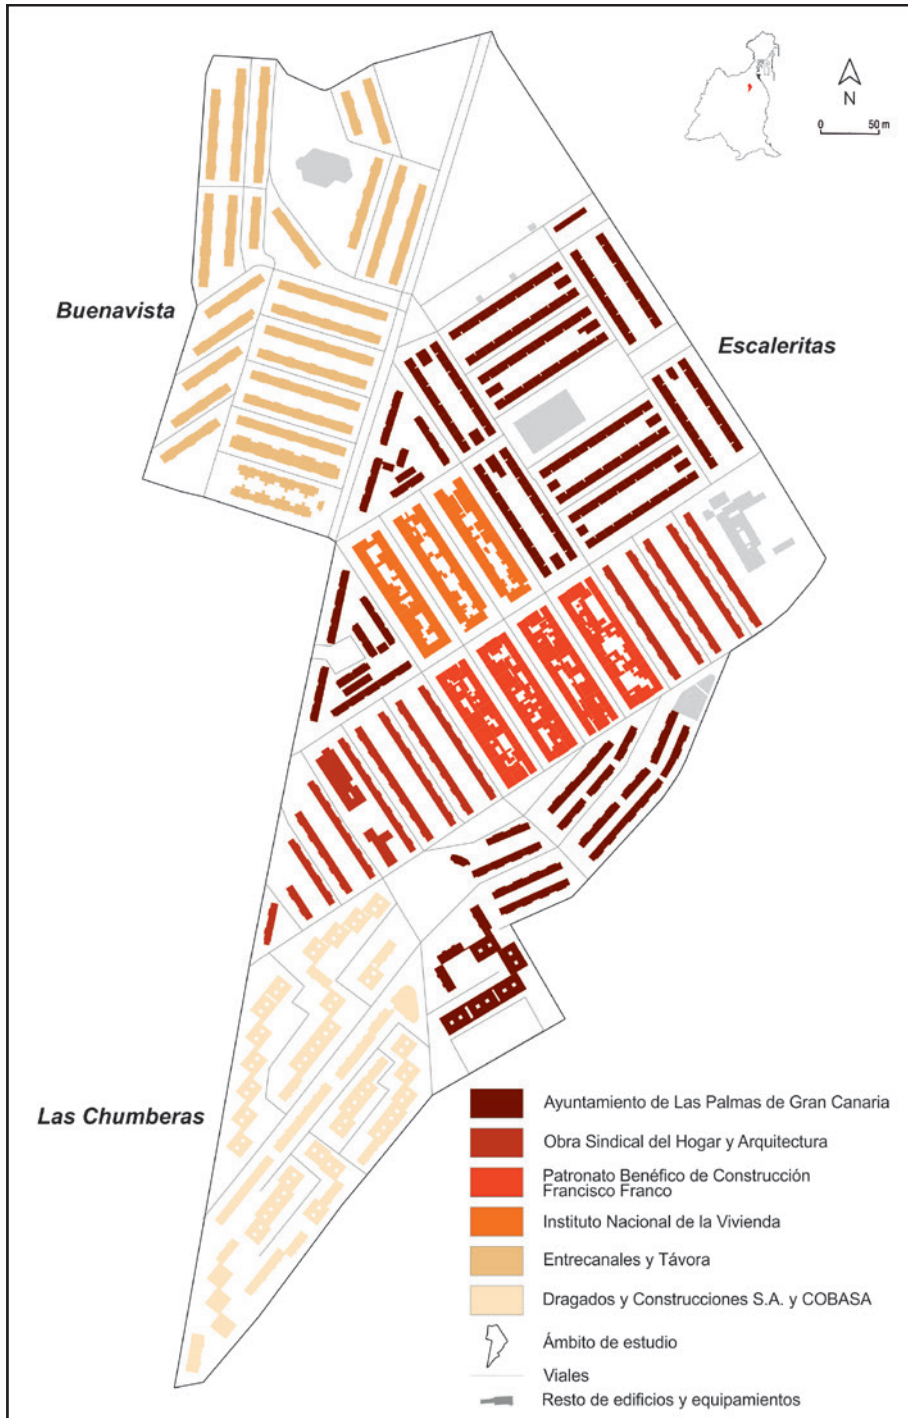 N
0 50 m
Buenavista
Escaleritas
Las Chumberas
Ayuntamiento de Las Palmas de Gran Canaria
Obra Sindical del Hogar y Arquitectura
Patronato Benéfico de Construcción
Francisco Franco
Instituto Nacional de la Vivienda
Entrecanales y Távora
Dragados y Construcciones S.A. y COBASA
Ámbito de estudio
Viales
Resto de edificios y equipamientos